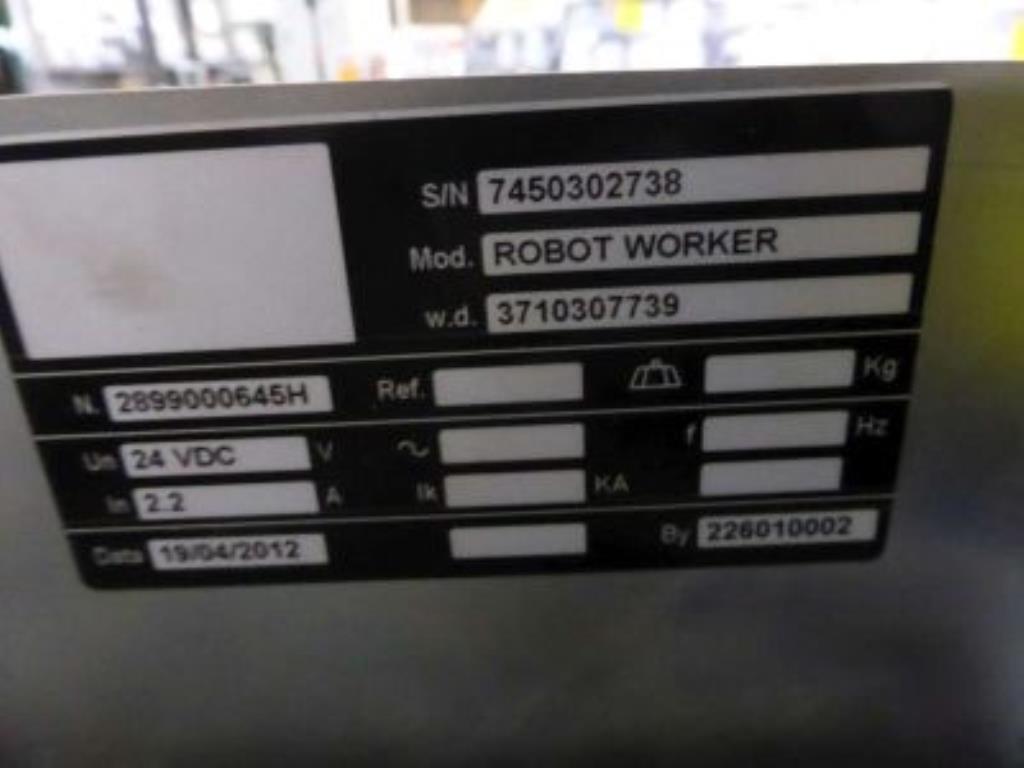 S/N 7450302738
Mod. ROBOT WORKER
w.d. 3710307739
N. 2899000645H Ref. Kg
Un 24 VDC V ~ f Hz
In 2.2 A Ik KA
Data 19/04/2012 By 226010002